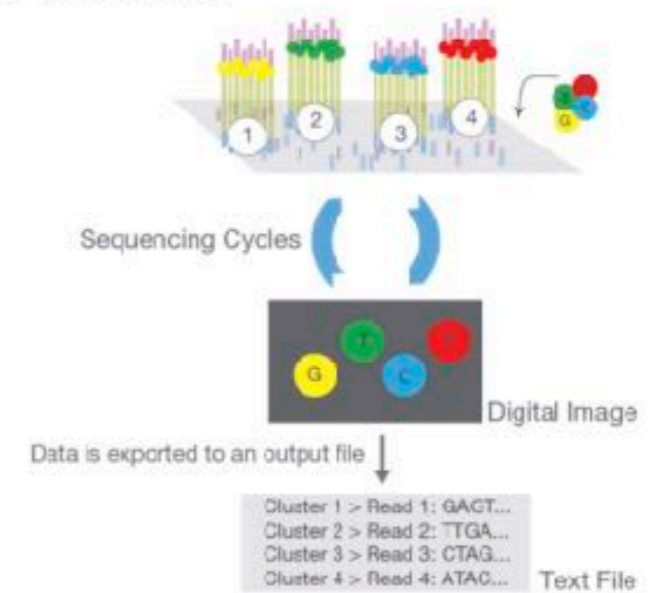 1
2
3
4
G
Sequencing Cycles
G
C
Digital Image
Data is exported to an output file
Cluster 1 > Read 1: GAGT...
Cluster 2 > Read 2: TTGA...
Cluster 3 > Read 3: CTAG...
Cluster 4 > Read 4: ATAC...
Text File